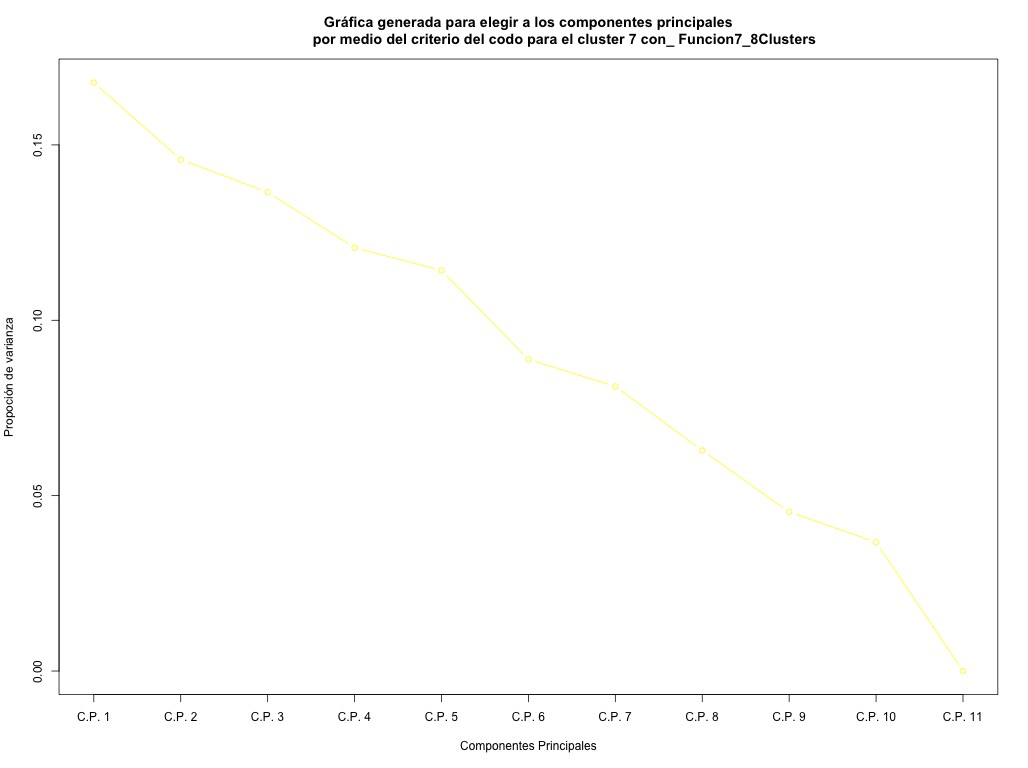 Gráfica generada para elegir a los componentes principales
por medio del criterio del codo para el cluster 7 con_ Funcion7_8Clusters
Propoción de varianza
0.15
0.10
0.05
0.00
C.P. 1 C.P. 2 C.P. 3 C.P. 4 C.P. 5 C.P. 6 C.P. 7 C.P. 8 C.P. 9 C.P. 10 C.P. 11
Componentes Principales